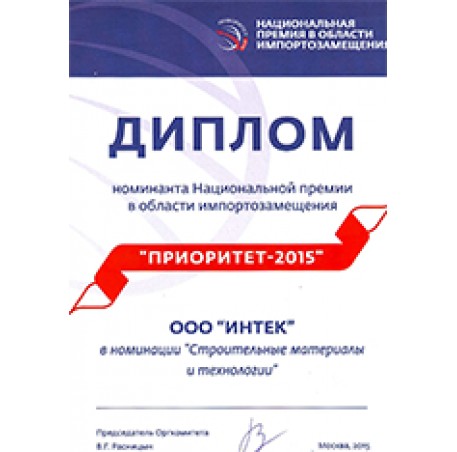 НАЦИОНАЛЬНАЯ
ПРЕМИЯ В ОБЛАСТИ
ИМПОРТОЗАМЕЩЕНИЯ
ДИПЛОМ
номинанта Национальной премии
в области импортозамещения
"ПРИОРИТЕТ-2015"
ООО "ИНТЕК"
в номинации "Строительные материалы
и технологии"
Председатель Оргкомитета
В.Г. Расницын
Москва, 2015